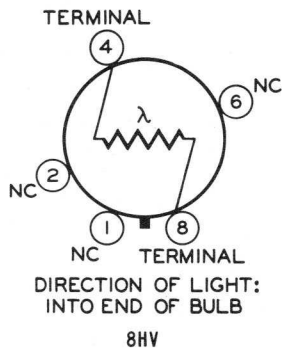 TERMINAL
4
6
NC
λ
2
NC
1
8
NC
TERMINAL
DIRECTION OF LIGHT:
INTO END OF BULB
8HV